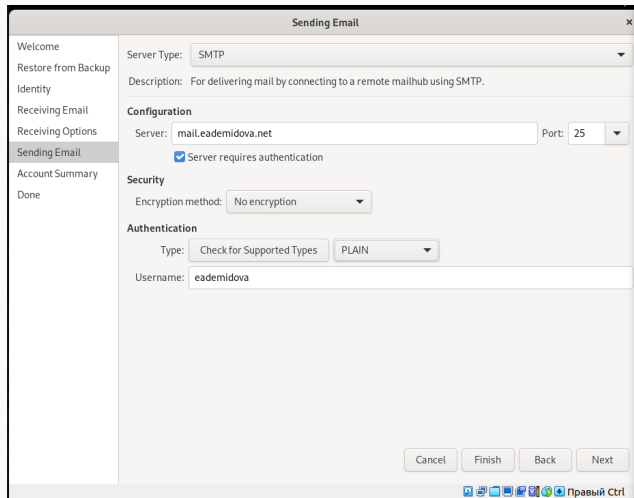 Sending Email
Welcome
Restore from Backup
Identity
Receiving Email
Receiving Options
Sending Email
Account Summary
Done
Server Type: SMTP
Description: For delivering mail by connecting to a remote mailhub using SMTP.
Configuration
Server: mail.eademidova.net Port: 25
Server requires authentication
Security
Encryption method: No encryption
Authentication
Type: Check for Supported Types PLAIN
Username: eademidova
Cancel Finish Back Next
Правый Ctrl